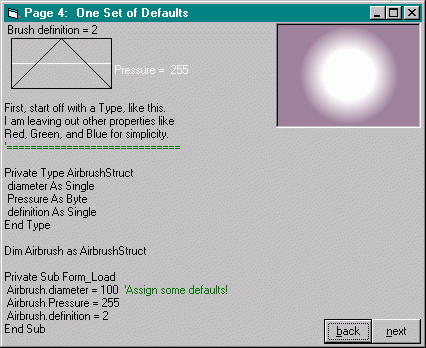 Page 4: One Set of Defaults
Brush definition = 2
Pressure = 255
First, start off with a Type, like this.
I am leaving out other properties like
Red, Green, and Blue for simplicity.
'=============================
Private Type AirbrushStruct
diameter As Single
Pressure As Byte
definition As Single
End Type
Dim Airbrush as AirbrushStruct
Private Sub Form_Load
Airbrush.diameter = 100 'Assign some defaults!
Airbrush.Pressure = 255
Airbrush.definition = 2
End Sub
back next